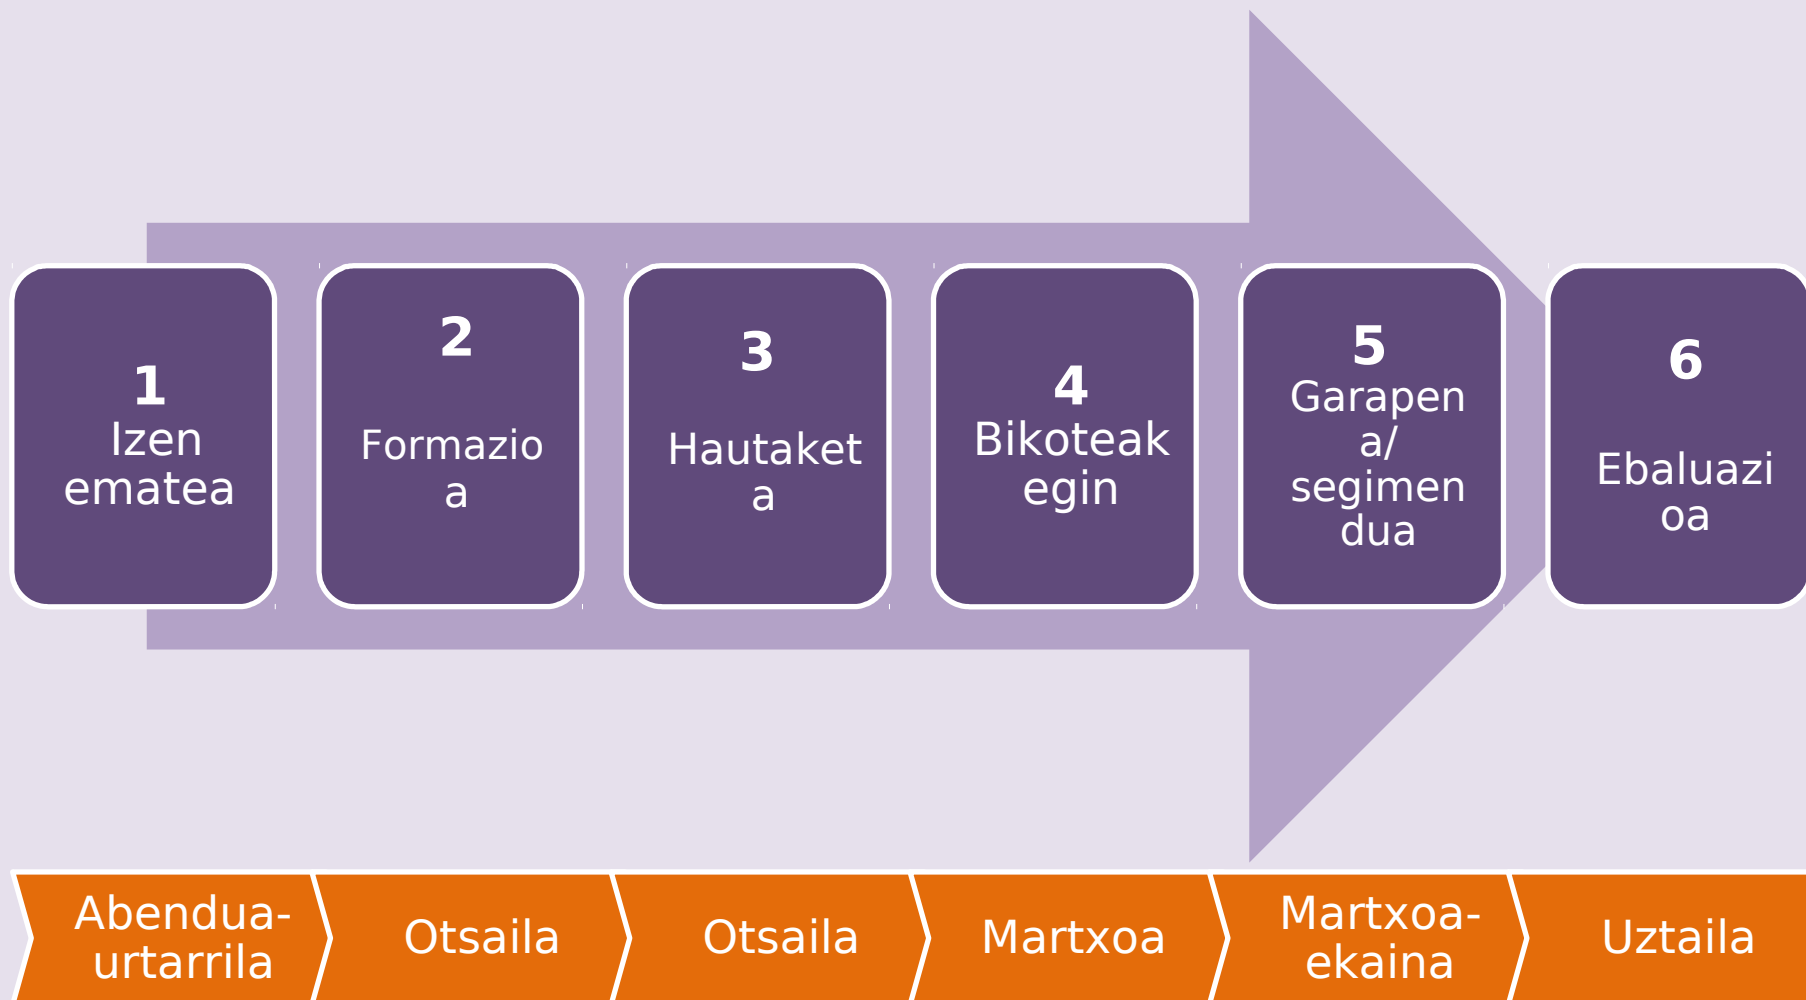 1
Izen
ematea
2
Formazio
a
3
Hautaket
a
4
Bikoteak
egin
5
Garapen
a/
segimen
dua
6
Ebaluazi
oa
Abendua-
urtarrila
Otsaila
Otsaila
Martxoa
Martxoa-
ekaina
Uztaila